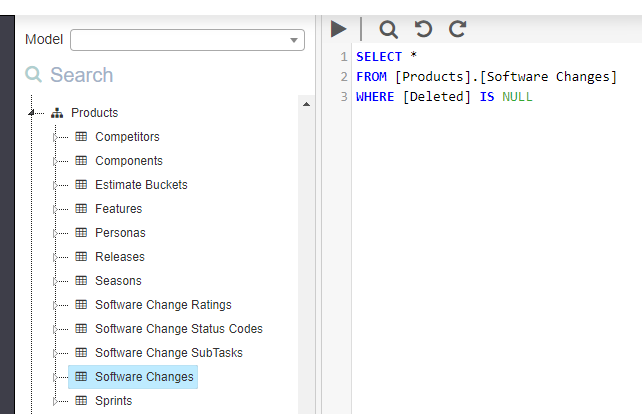 Model
Search
Products
Competitors
Components
Estimate Buckets
Features
Personas
Releases
Seasons
Software Change Ratings
Software Change Status Codes
Software Change SubTasks
Software Changes
Sprints
1 SELECT *
2 FROM [Products].[Software Changes]
3 WHERE [Deleted] IS NULL